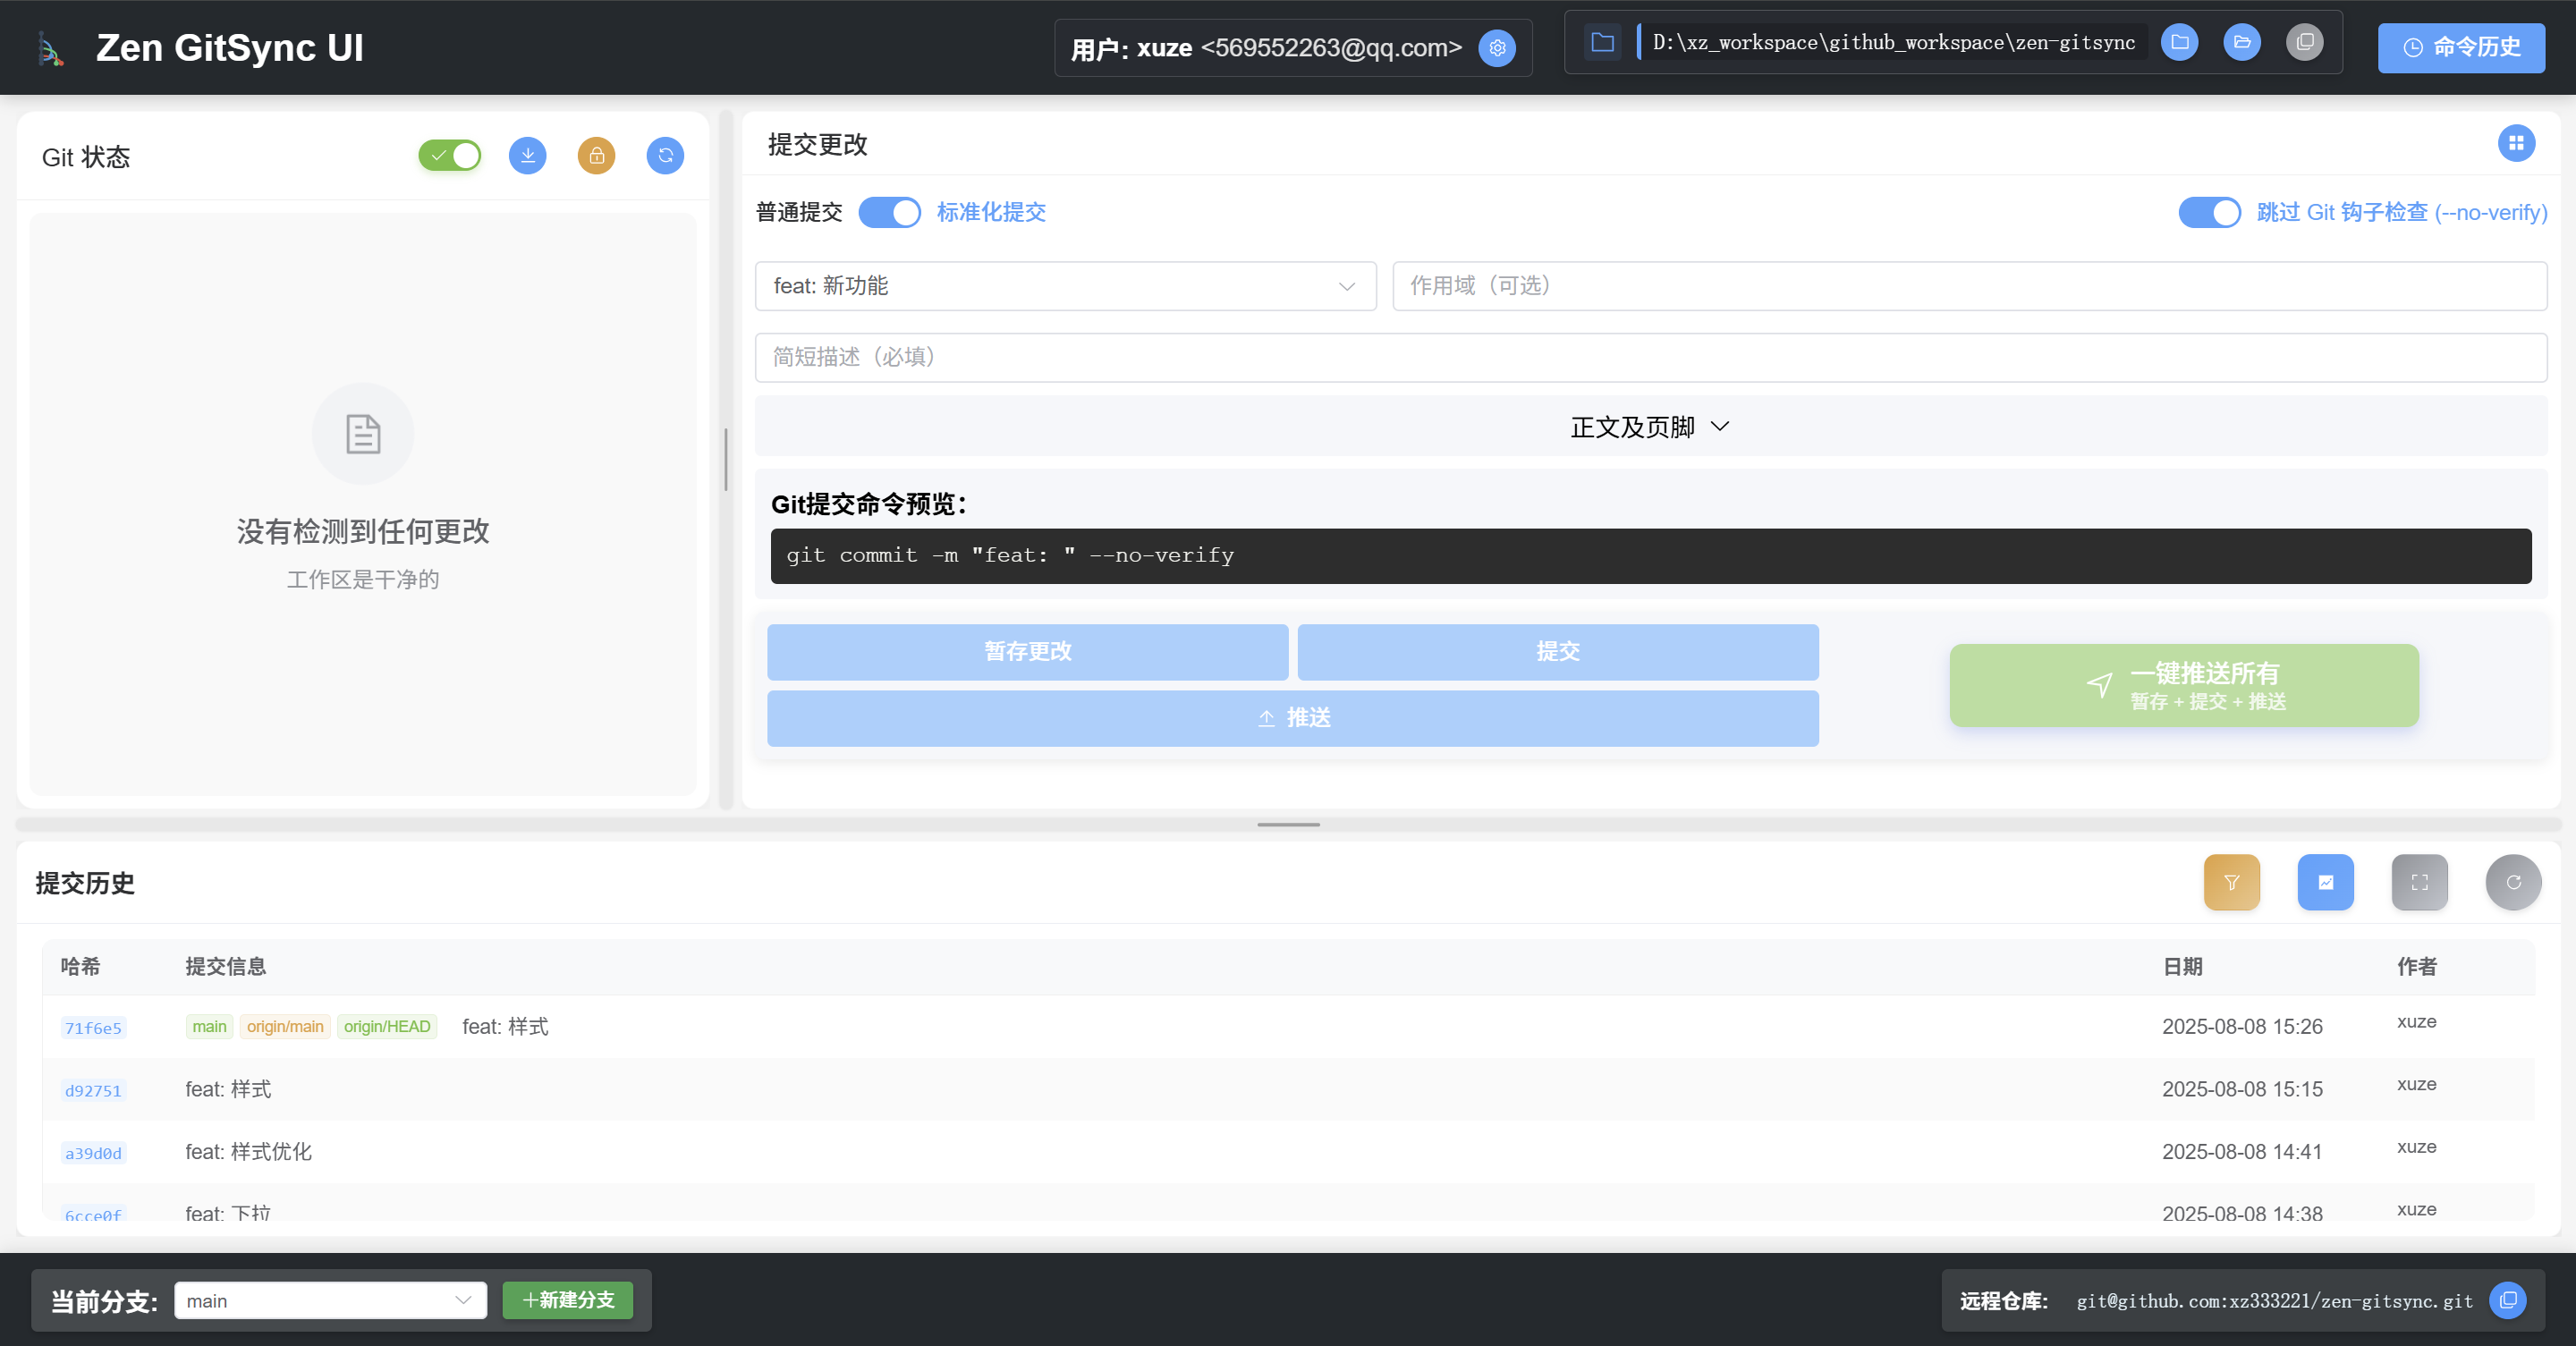 Zen GitSync UI
用户: xuze <569552263@qq.com>
D:\xz_workspace\github_workspace\zen-gitsync
命令历史
Git 状态
没有检测到任何更改
工作区是干净的
提交更改
普通提交 标准化提交
跳过 Git 钩子检查 (--no-verify)
feat: 新功能
作用域（可选）
简短描述（必填）
正文及页脚
Git提交命令预览：
git commit -m "feat: " --no-verify
暂存更改
提交
推送
一键推送所有
暂存 + 提交 + 推送
提交历史
哈希 提交信息 日期 作者
71f6e5 main origin/main origin/HEAD feat: 样式 2025-08-08 15:26 xuze
d92751 feat: 样式 2025-08-08 15:15 xuze
a39d0d feat: 样式优化 2025-08-08 14:41 xuze
6cce0f feat: 下拉 2025-08-08 14:38 xuze
当前分支: main
新建分支
远程仓库: git@github.com:xz333221/zen-gitsync.git